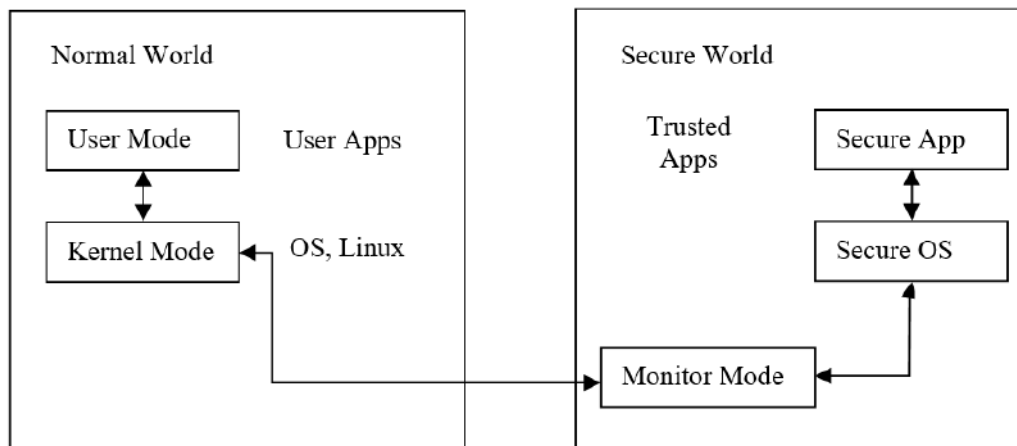 Normal World
User Mode
User Apps
Kernel Mode
OS, Linux
Secure World
Trusted
Apps
Secure App
Secure OS
Monitor Mode